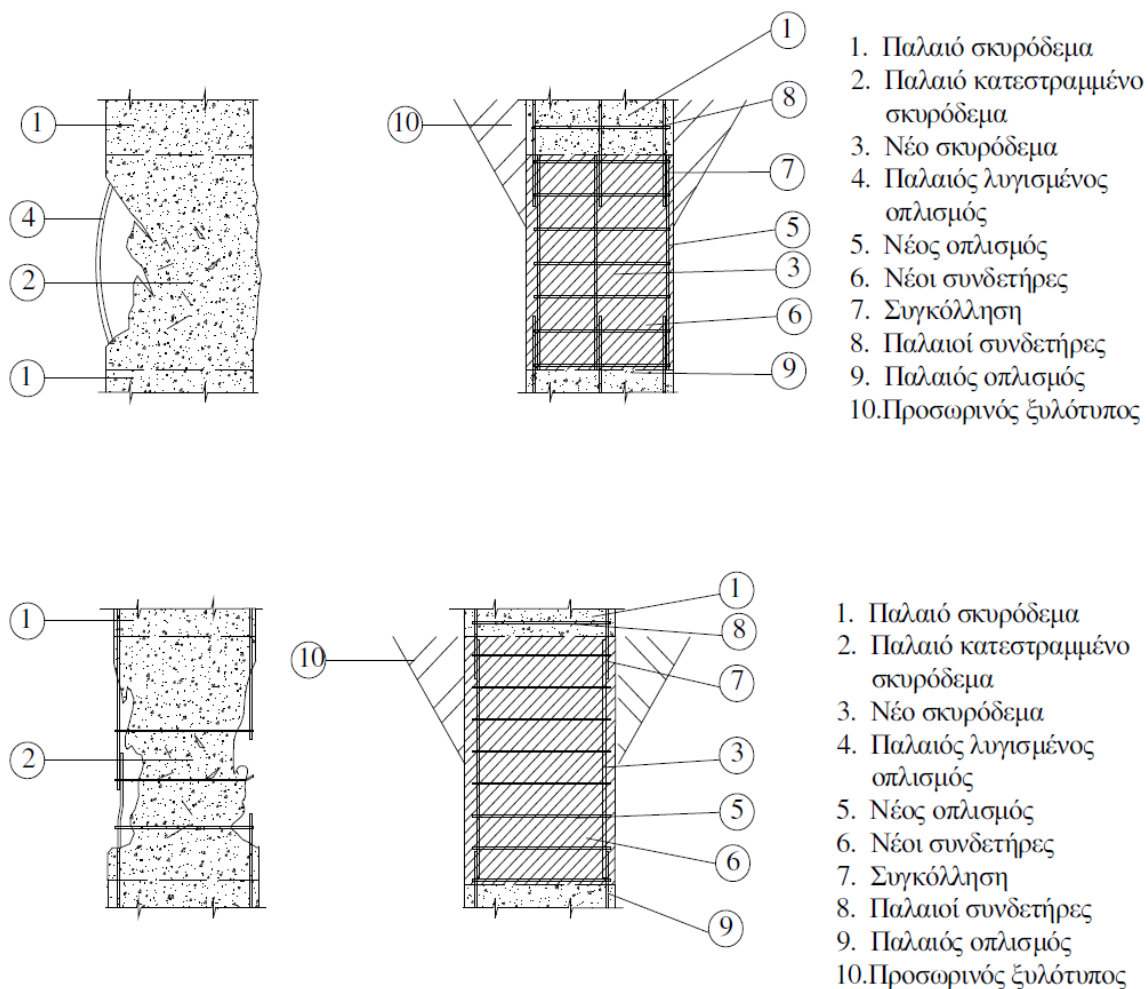 1
1
4
2
1
10
1
8
7
5
3
6
9
1. Παλαιό σκυρόδεμα
2. Παλαιό κατεστραμμένο
σκυρόδεμα
3. Νέο σκυρόδεμα
4. Παλαιός λυγισμένος
οπλισμός
5. Νέος οπλισμός
6. Νέοι συνδετήρες
7. Συγκόλληση
8. Παλαιοί συνδετήρες
9. Παλαιός οπλισμός
10.Προσωρινός ξυλότυπος
1
2
10
1
8
7
3
5
6
9
1. Παλαιό σκυρόδεμα
2. Παλαιό κατεστραμμένο
σκυρόδεμα
3. Νέο σκυρόδεμα
4. Παλαιός λυγισμένος
οπλισμός
5. Νέος οπλισμός
6. Νέοι συνδετήρες
7. Συγκόλληση
8. Παλαιοί συνδετήρες
9. Παλαιός οπλισμός
10.Προσωρινός ξυλότυπος